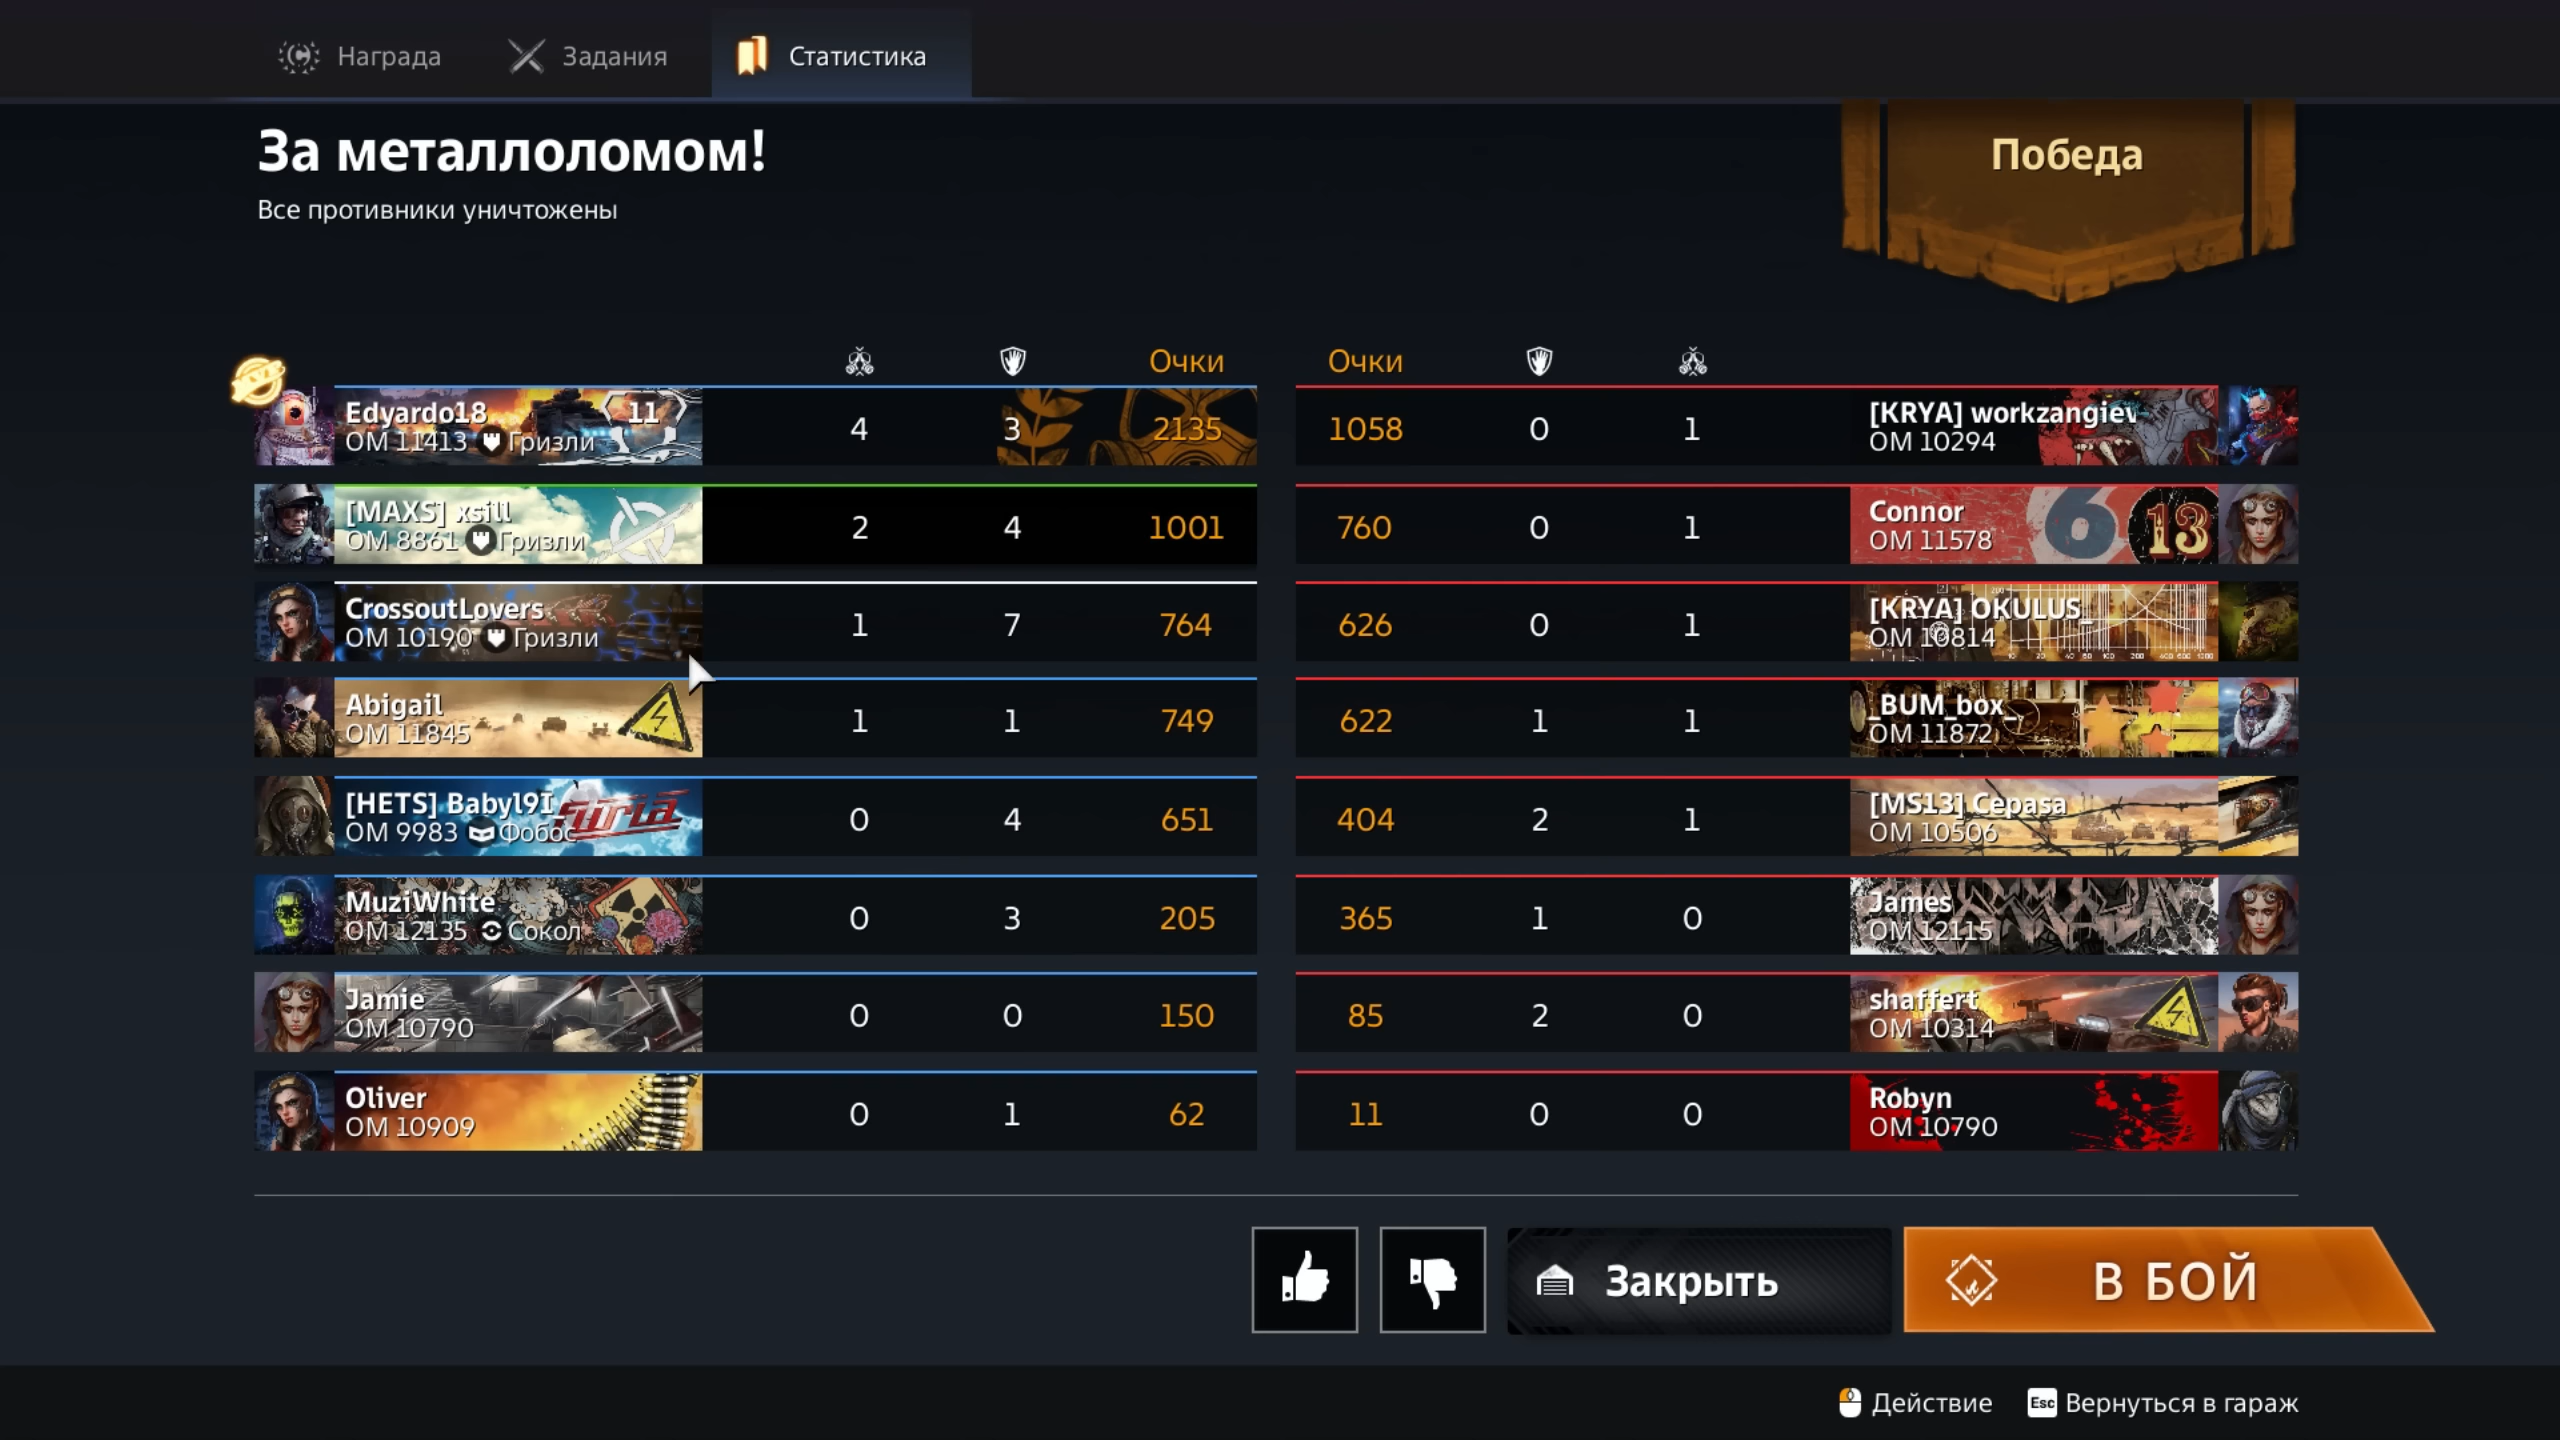 Награда
Задания
Статистика
За металлоломом!
Все противники уничтожены
Победа
Очки
Очки
MVP
Edyardo18
11
ОМ 11413 Гризли
4 3 2135
1058 0 1
[KRYA] workzangiev
ОМ 10294
[MAXS] xsill
ОМ 8861 Гризли
2 4 1001
760 0 1
Connor
ОМ 11578
6 13
CrossoutLovers
ОМ 10190 Гризли
1 7 764
626 0 1
[KRYA] OKULUS_
ОМ 10814
Abigail
ОМ 11845
1 1 749
622 1 1
_BUM_box_
ОМ 11872
[HETS] Babyl9I_
ОМ 9983 Фобос
furia
0 4 651
404 2 1
[MS13] Cepasa
ОМ 10506
MuziWhite
ОМ 12135 Сокол
0 3 205
365 1 0
James
ОМ 12115
Jamie
ОМ 10790
0 0 150
85 2 0
shaffert
ОМ 10314
Oliver
ОМ 10909
0 1 62
11 0 0
Robyn
ОМ 10790
Закрыть
В БОЙ
Действие
Esc Вернуться в гараж